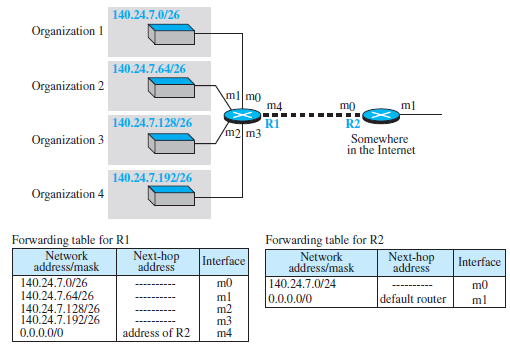 140.24.7.0/26
Organization 1
140.24.7.64/26
Organization 2
m1 m0
m4
m0
m1
R1
R2
140.24.7.128/26
Organization 3
m2 m3
Somewhere
in the Internet
140.24.7.192/26
Organization 4
Forwarding table for R1
Network address/mask Next-hop address Interface
140.24.7.0/26 ---------- m0
140.24.7.64/26 ---------- m1
140.24.7.128/26 ---------- m2
140.24.7.192/26 ---------- m3
0.0.0.0/0 address of R2 m4
Forwarding table for R2
Network address/mask Next-hop address Interface
140.24.7.0/24 ---------- m0
0.0.0.0/0 default router m1